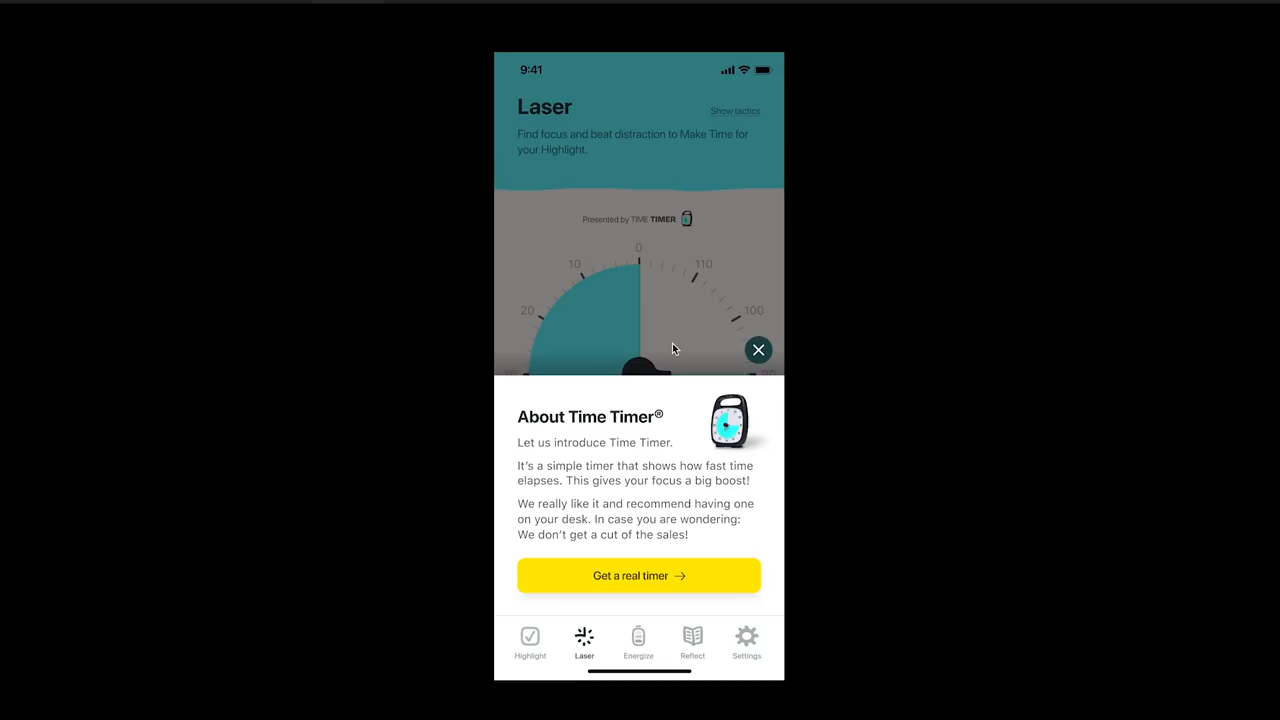 9:41
Laser
Show tactics
Find focus and beat distraction to Make Time for
your Highlight.
Presented by TIME TIMER
0
10
110
20
100
About Time Timer®
Let us introduce Time Timer.
It's a simple timer that shows how fast time
elapses. This gives your focus a big boost!
We really like it and recommend having one
on your desk. In case you are wondering:
We don't get a cut of the sales!
Get a real timer →
Highlight
Laser
Energize
Reflect
Settings